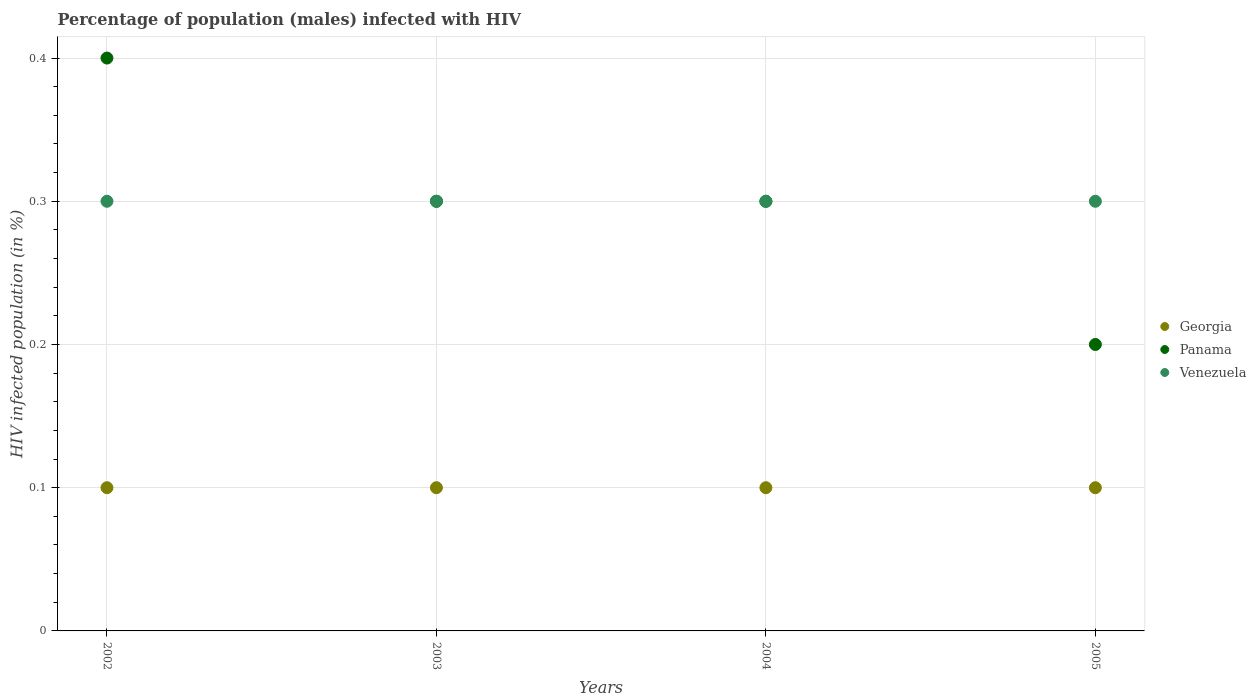 Percentage of population (males) infected with HIV
HIV infected population (in %)
0.4
0.3
0.2
0.1
0
2002
2003
2004
2005
Years
Georgia
Panama
Venezuela